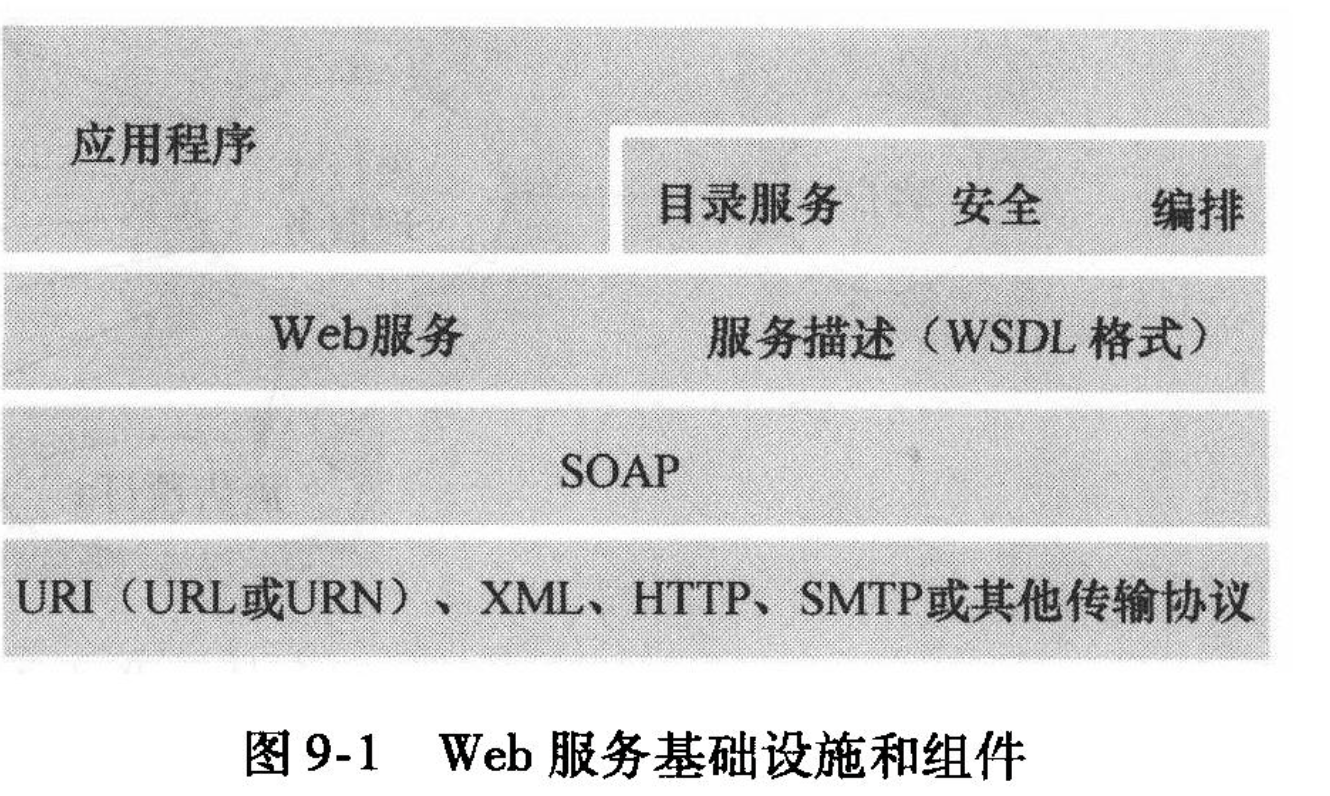 应用程序
目录服务 安全 编排
Web服务 服务描述（WSDL 格式）
SOAP
URI（URL或URN）、XML、HTTP、SMTP或其他传输协议
图 9-1 Web 服务基础设施和组件